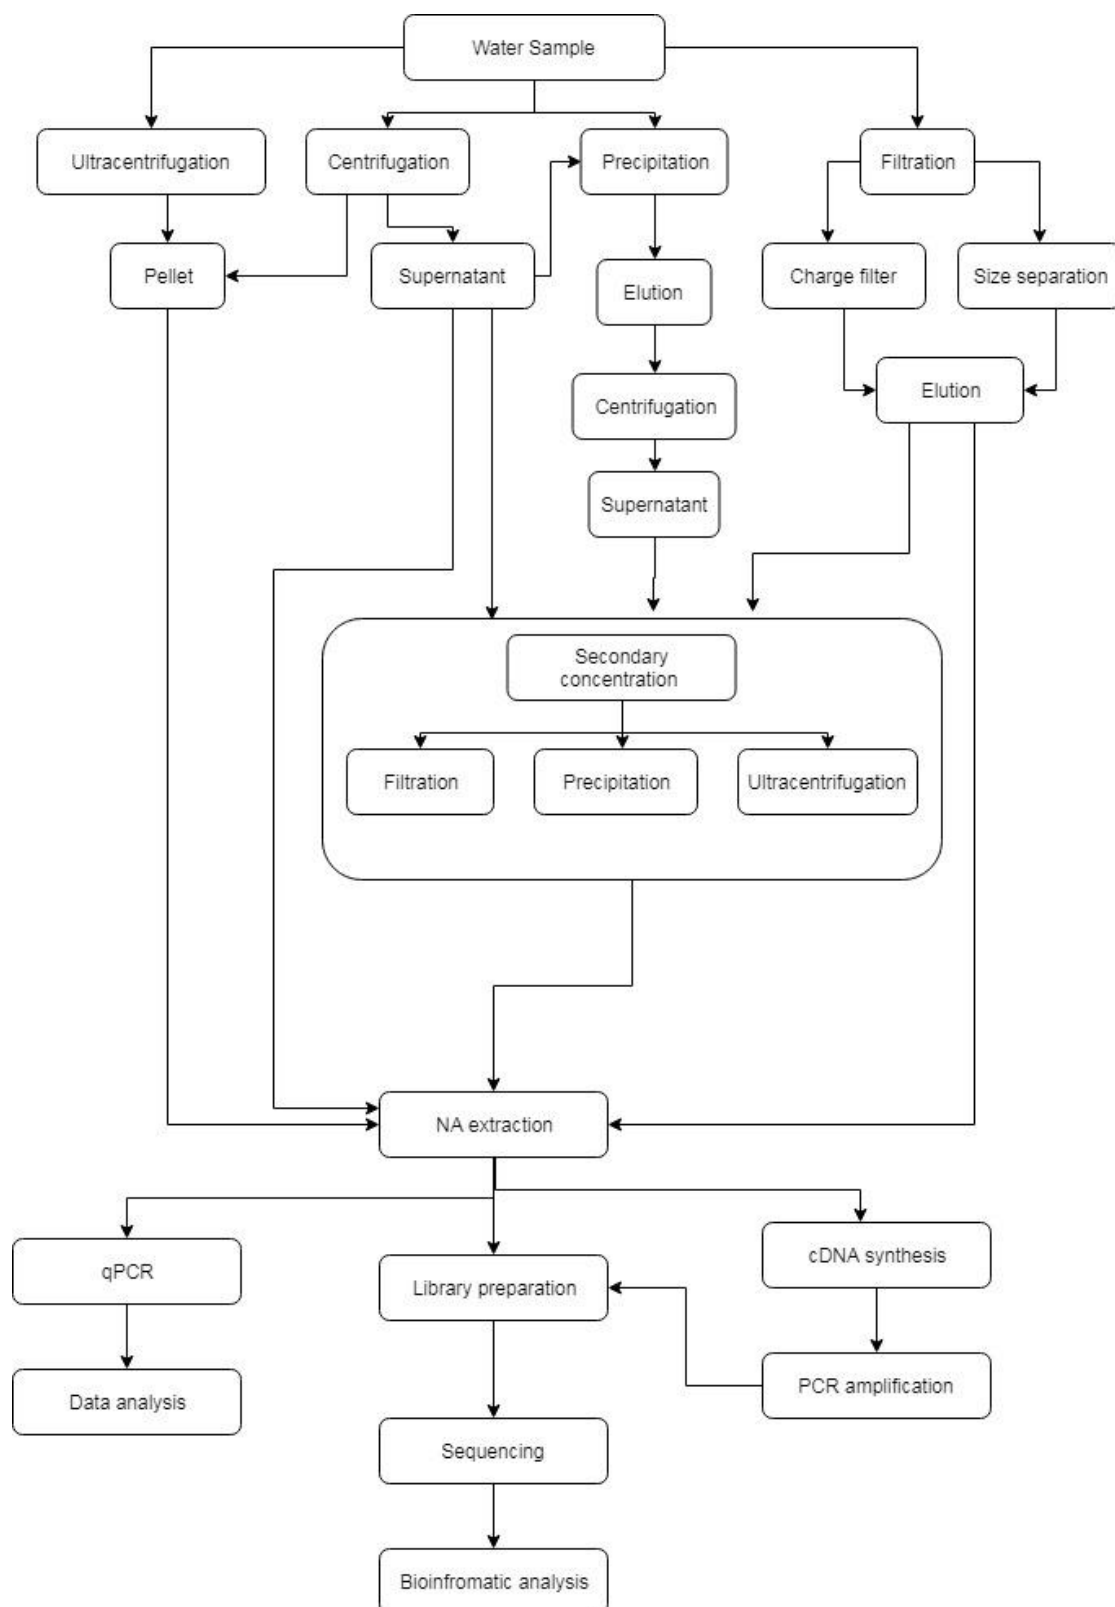 Water Sample
Ultracentrifugation
Centrifugation
Precipitation
Filtration
Pellet
Supernatant
Elution
Charge filter
Size separation
Centrifugation
Elution
Supernatant
Secondary
concentration
Filtration
Precipitation
Ultracentrifugation
NA extraction
qPCR
Library preparation
cDNA synthesis
Data analysis
PCR amplification
Sequencing
Bioinfromatic analysis